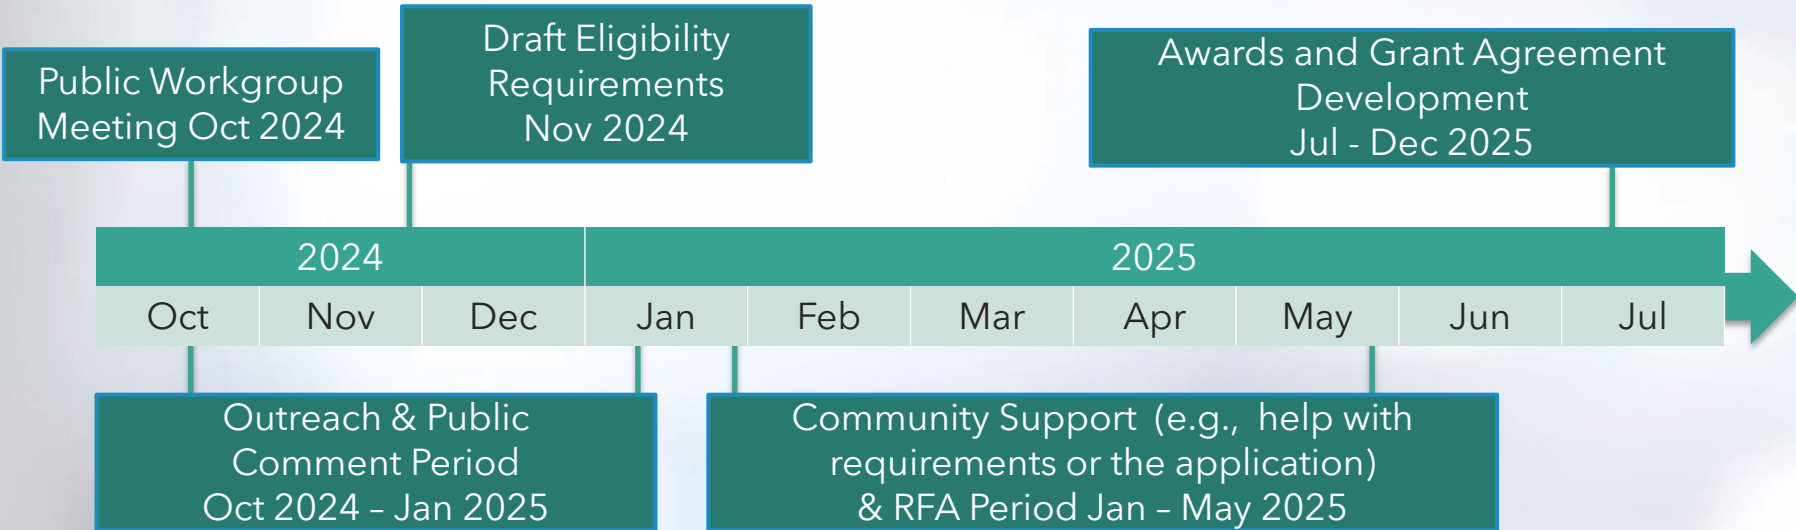 Public Workgroup
Meeting Oct 2024
Draft Eligibility
Requirements
Nov 2024
Awards and Grant Agreement
Development
Jul - Dec 2025
2024 2025
Oct Nov Dec Jan Feb Mar Apr May Jun Jul
Outreach & Public
Comment Period
Oct 2024 – Jan 2025
Community Support (e.g., help with
requirements or the application)
& RFA Period Jan – May 2025